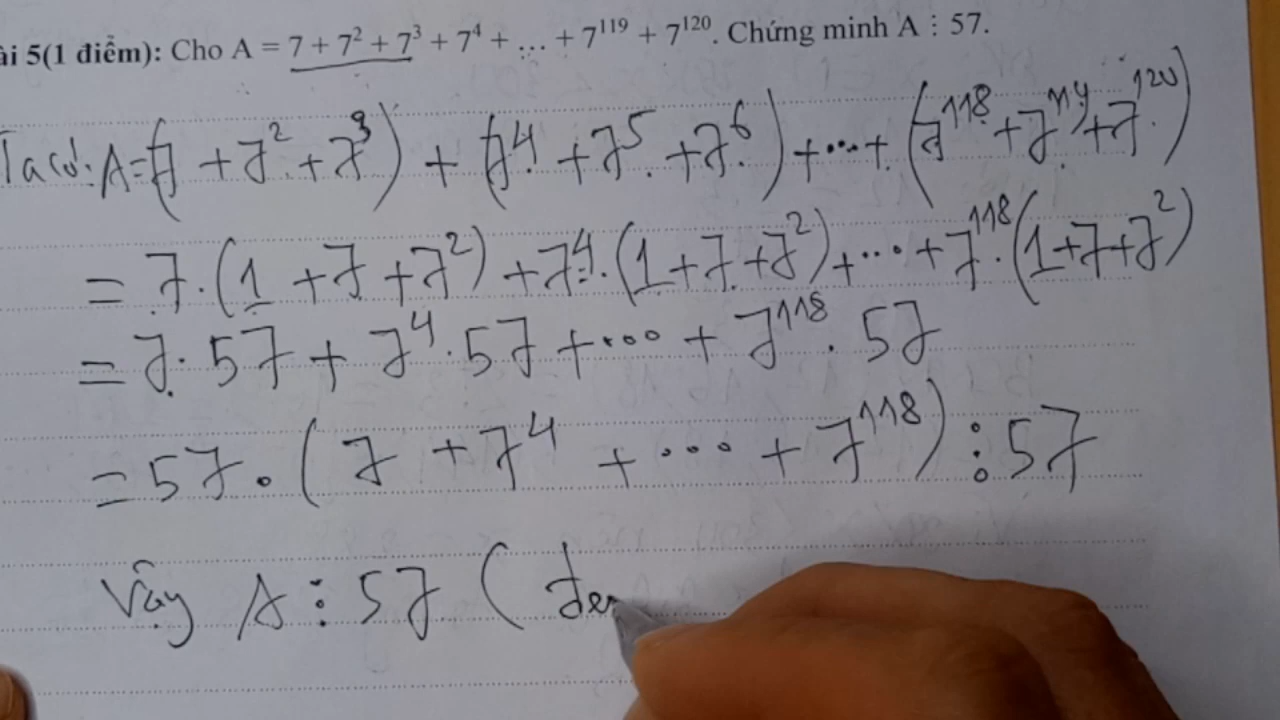 ài 5(1 điểm): Cho A = 7 + 7² + 7³ + 7⁴ + ... + 7¹¹⁹ + 7¹²⁰. Chứng minh A ⋮ 57.
Ta có: A = (7 + 7² + 7³) + (7⁴ + 7⁵ + 7⁶) + ... + (7¹¹⁸ + 7¹¹⁹ + 7¹²⁰)
= 7.(1 + 7 + 7²) + 7⁴.(1 + 7 + 7²) + ... + 7¹¹⁸.(1 + 7 + 7²)
= 7. 57 + 7⁴. 57 + ... + 7¹¹⁸. 57
= 57. (7 + 7⁴ + ... + 7¹¹⁸) ⋮ 57
Vậy A ⋮ 57 (